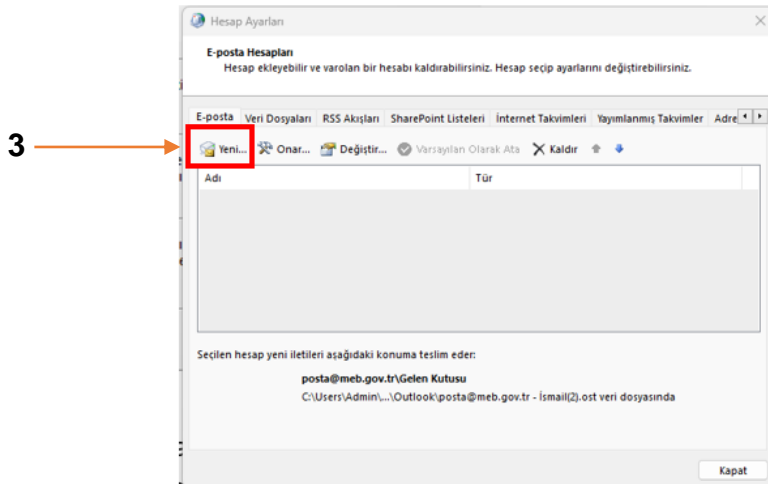 Hesap Ayarları
E-posta Hesapları
Hesap ekleyebilir ve varolan bir hesabı kaldırabilirsiniz. Hesap seçip ayarlarını değiştirebilirsiniz.
E-posta Veri Dosyaları RSS Akışları SharePoint Listeleri İnternet Takvimleri Yayımlanmış Takvimler Adre
3
Yeni... Onar... Değiştir... Varsayılan Olarak Ata Kaldır
Adı Tür
Seçilen hesap yeni iletileri aşağıdaki konuma teslim eder:
posta@meb.gov.tr\Gelen Kutusu
C:\Users\Admin\...\Outlook\posta@meb.gov.tr - İsmail(2).ost veri dosyasında
Kapat